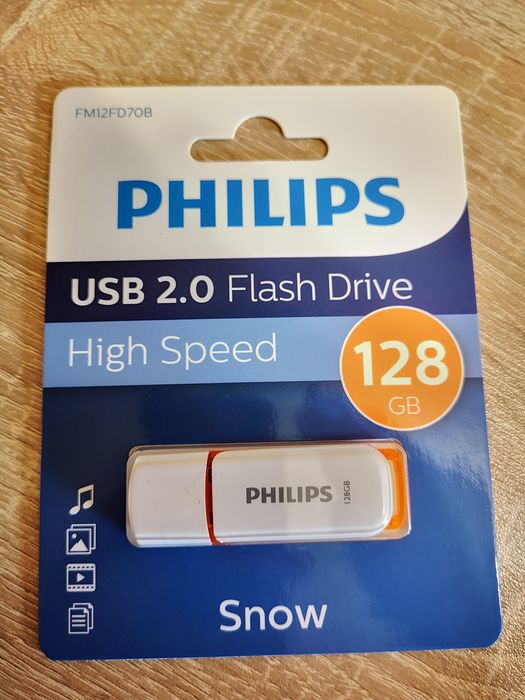 FM12FD70B
PHILIPS
USB 2.0 Flash Drive
High Speed
128
GB
PHILIPS
128GB
Snow